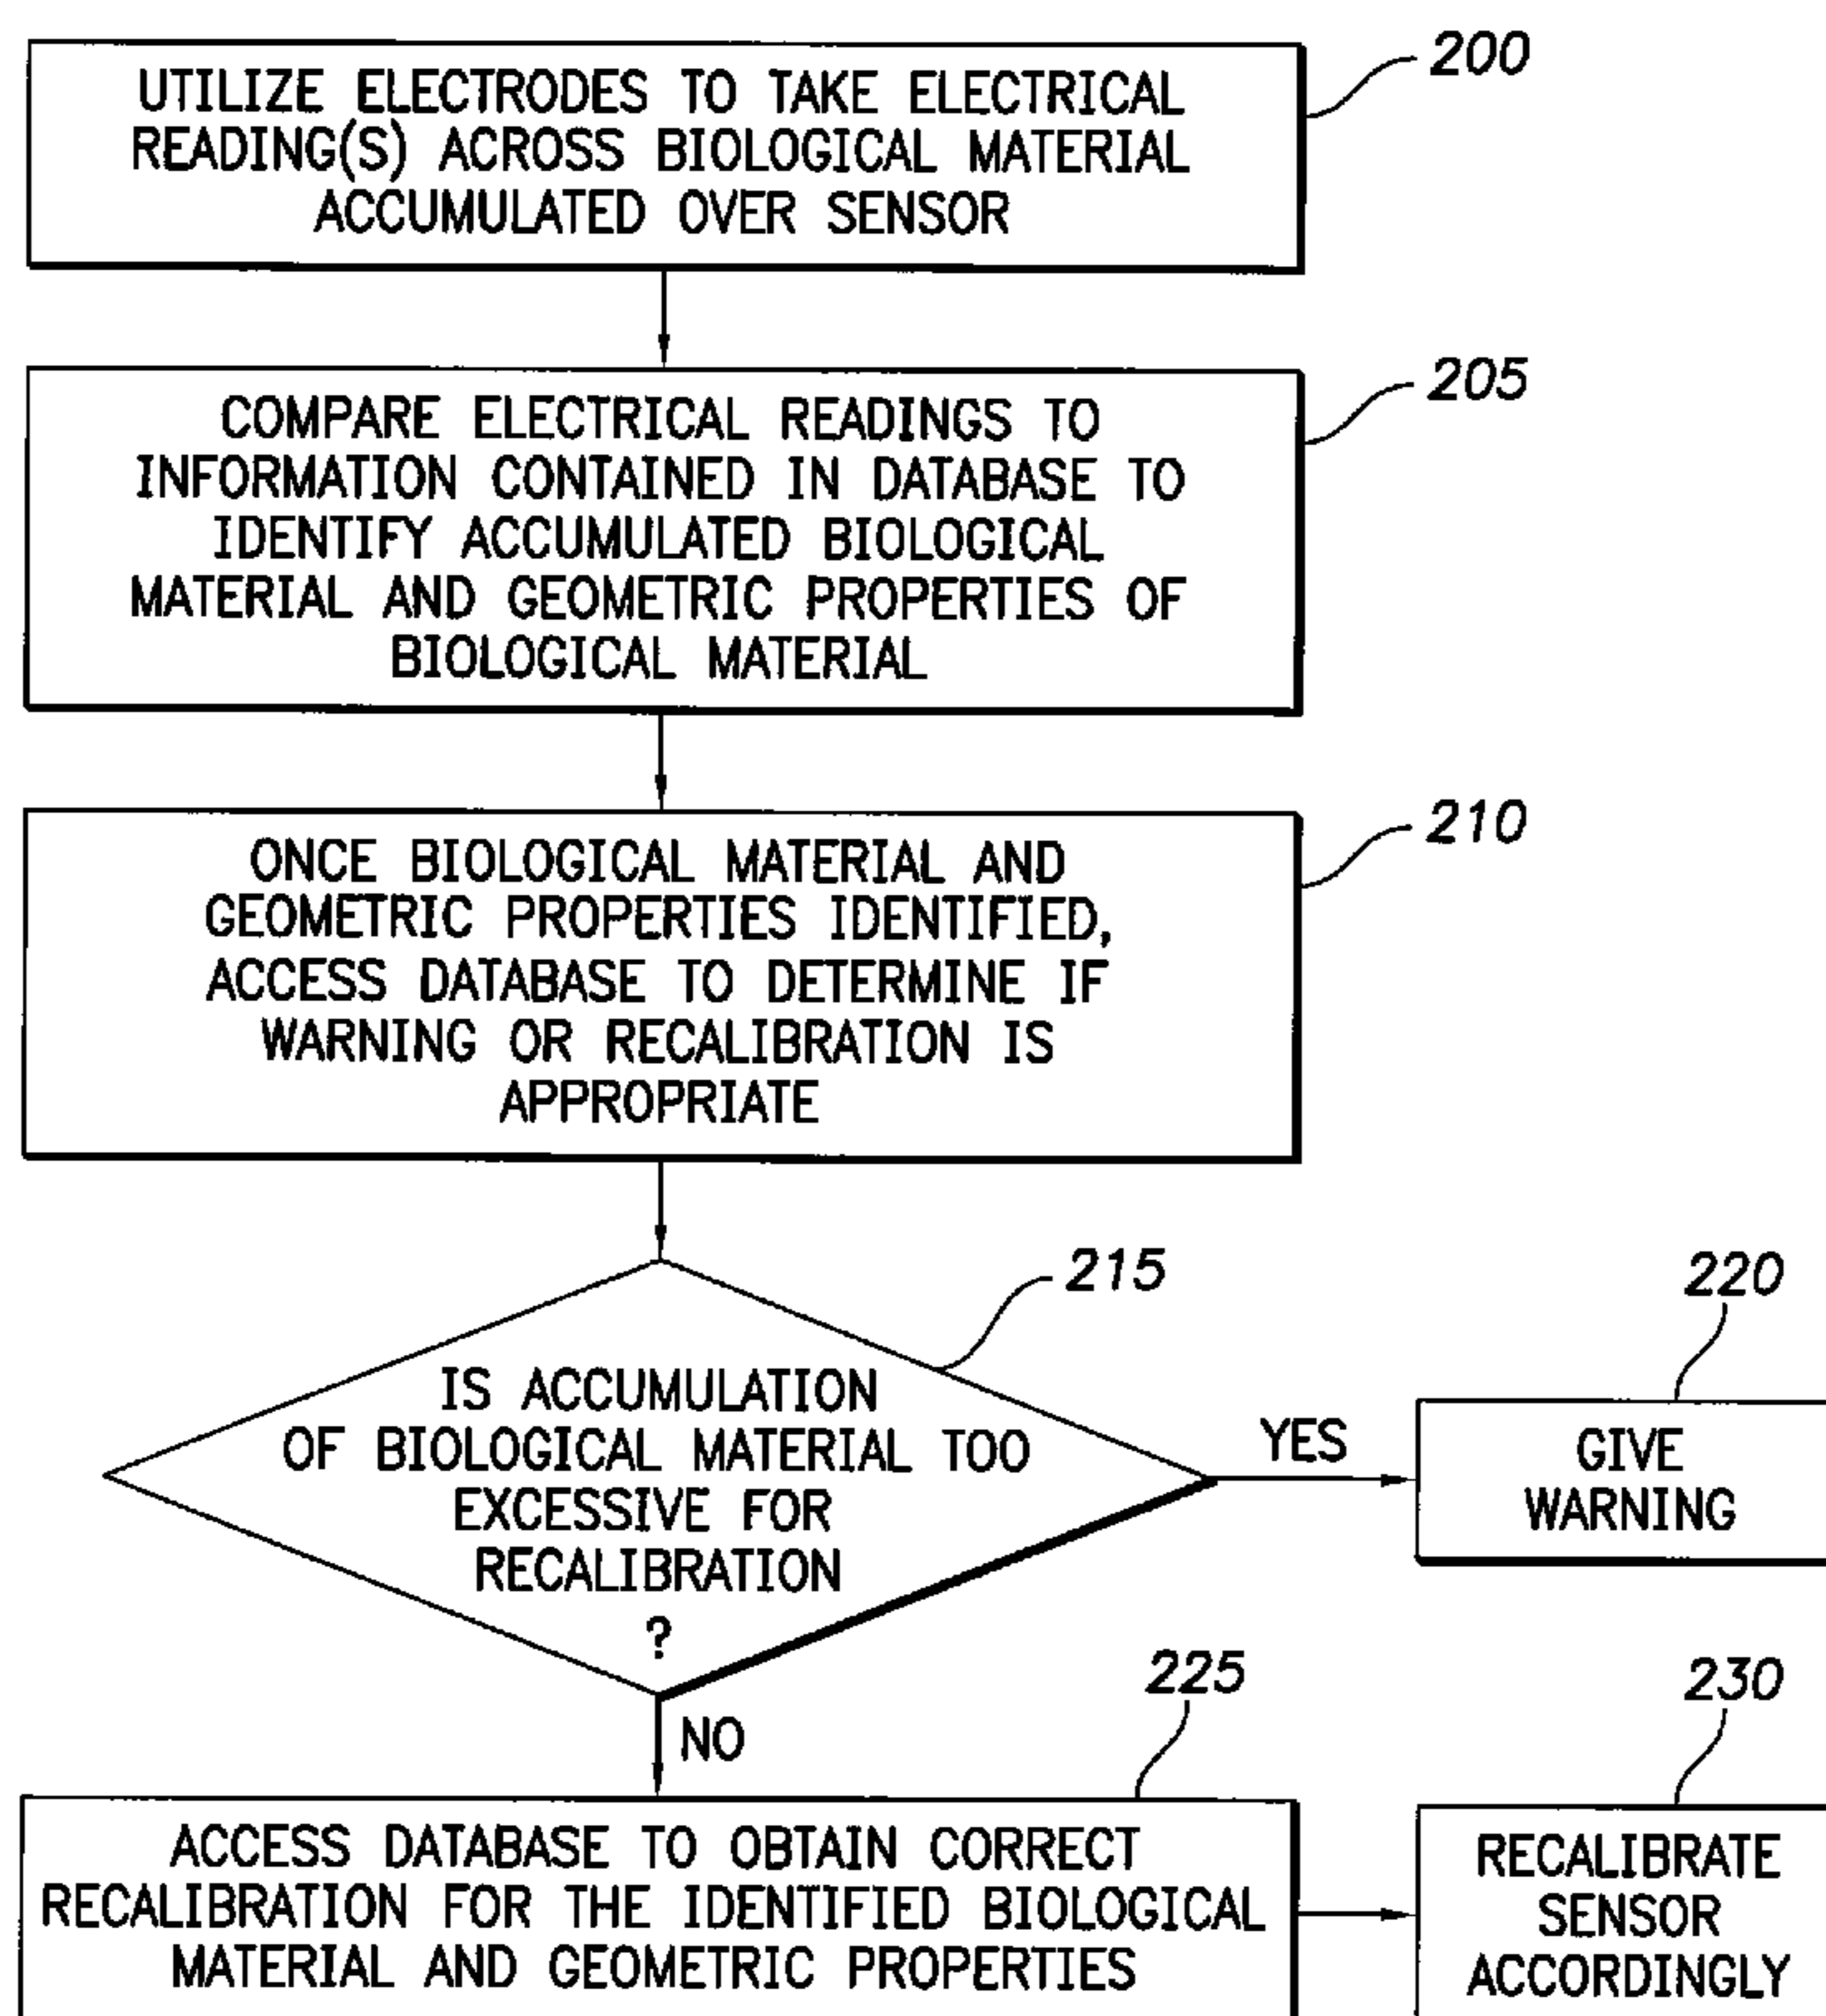 200
UTILIZE ELECTRODES TO TAKE ELECTRICAL
READING(S) ACROSS BIOLOGICAL MATERIAL
ACCUMULATED OVER SENSOR
205
COMPARE ELECTRICAL READINGS TO
INFORMATION CONTAINED IN DATABASE TO
IDENTIFY ACCUMULATED BIOLOGICAL
MATERIAL AND GEOMETRIC PROPERTIES OF
BIOLOGICAL MATERIAL
210
ONCE BIOLOGICAL MATERIAL AND
GEOMETRIC PROPERTIES IDENTIFIED,
ACCESS DATABASE TO DETERMINE IF
WARNING OR RECALIBRATION IS
APPROPRIATE
215
IS ACCUMULATION
OF BIOLOGICAL MATERIAL TOO
EXCESSIVE FOR
RECALIBRATION
?
YES
220
GIVE
WARNING
NO
225
ACCESS DATABASE TO OBTAIN CORRECT
RECALIBRATION FOR THE IDENTIFIED BIOLOGICAL
MATERIAL AND GEOMETRIC PROPERTIES
230
RECALIBRATE
SENSOR
ACCORDINGLY